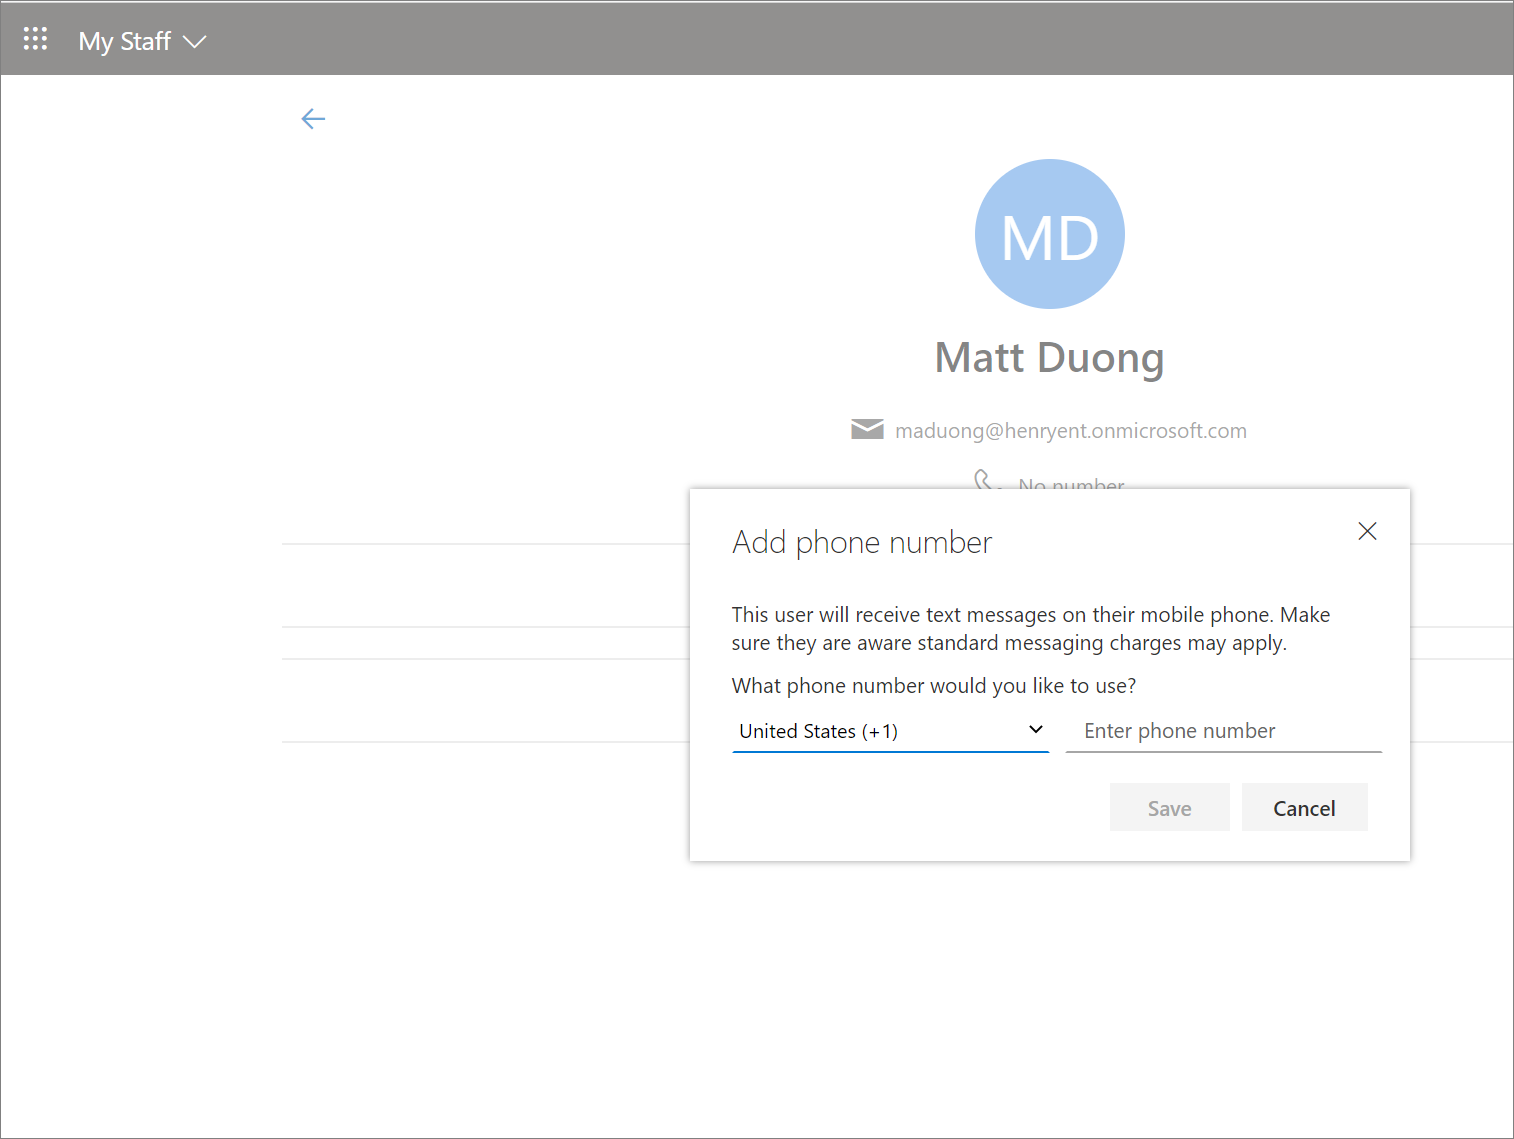 My Staff
MD
Matt Duong
maduong@henryent.onmicrosoft.com
No number
Add phone number
This user will receive text messages on their mobile phone. Make
sure they are aware standard messaging charges may apply.
What phone number would you like to use?
United States (+1) Enter phone number
Save Cancel